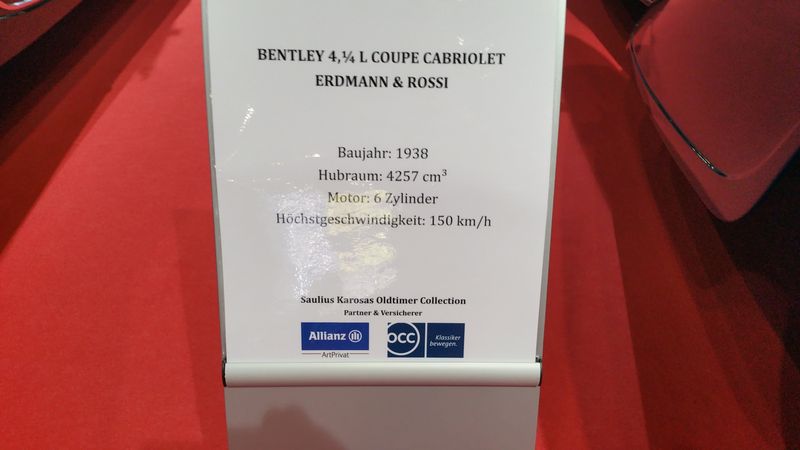 BENTLEY 4,¼ L COUPE CABRIOLET
ERDMANN & ROSSI
Baujahr: 1938
Hubraum: 4257 cm³
Motor: 6 Zylinder
Höchstgeschwindigkeit: 150 km/h
Saulius Karosas Oldtimer Collection
Partner & Versicherer
Allianz
ArtPrivat
OCC
Klassiker
bewegen.